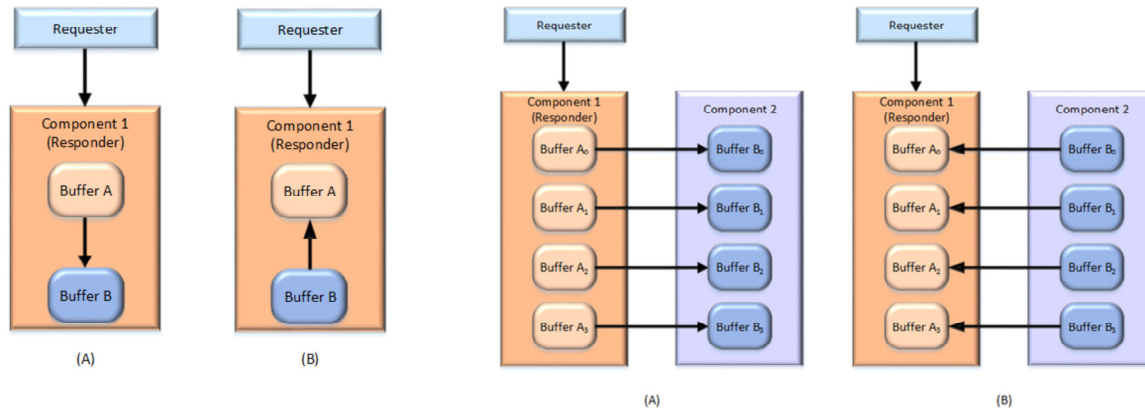 Requester
Component 1
(Responder)
Buffer A
Buffer B
(A)
Requester
Component 1
(Responder)
Buffer A
Buffer B
(B)
Requester
Component 1
(Responder)
Buffer A₀
Buffer A₁
Buffer A₂
Buffer A₃
Component 2
Buffer B₀
Buffer B₁
Buffer B₂
Buffer B₃
(A)
Requester
Component 1
(Responder)
Buffer A₀
Buffer A₁
Buffer A₂
Buffer A₃
Component 2
Buffer B₀
Buffer B₁
Buffer B₂
Buffer B₃
(B)